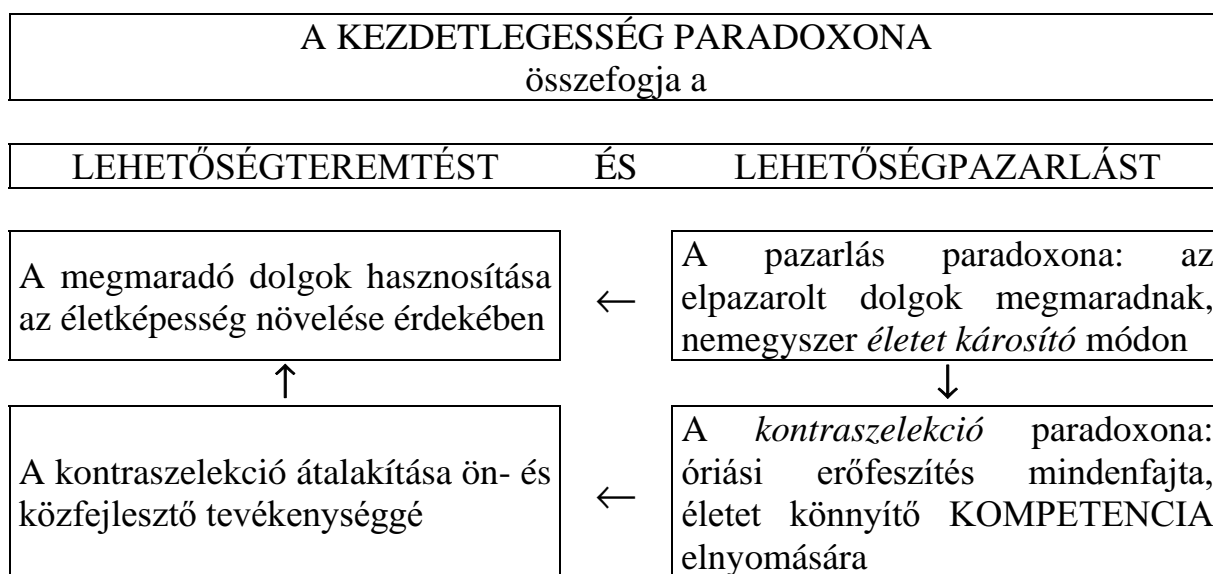 A KEZDETLEGESSÉG PARADOXONA
összefogja a
LEHETŐSÉGTEREMTÉST ÉS LEHETŐSÉGPAZARLÁST
A megmaradó dolgok hasznosítása
az életképesség növelése érdekében
←
A pazarlás paradoxona: az
elpazarolt dolgok megmaradnak,
nemegyszer életet károsító módon
↑ ↓
A kontraszelekció átalakítása ön- és
közfejlesztő tevékenységgé
←
A kontraszelekció paradoxona:
óriási erőfeszítés mindenfajta,
életet könnyítő KOMPETENCIA
elnyomására